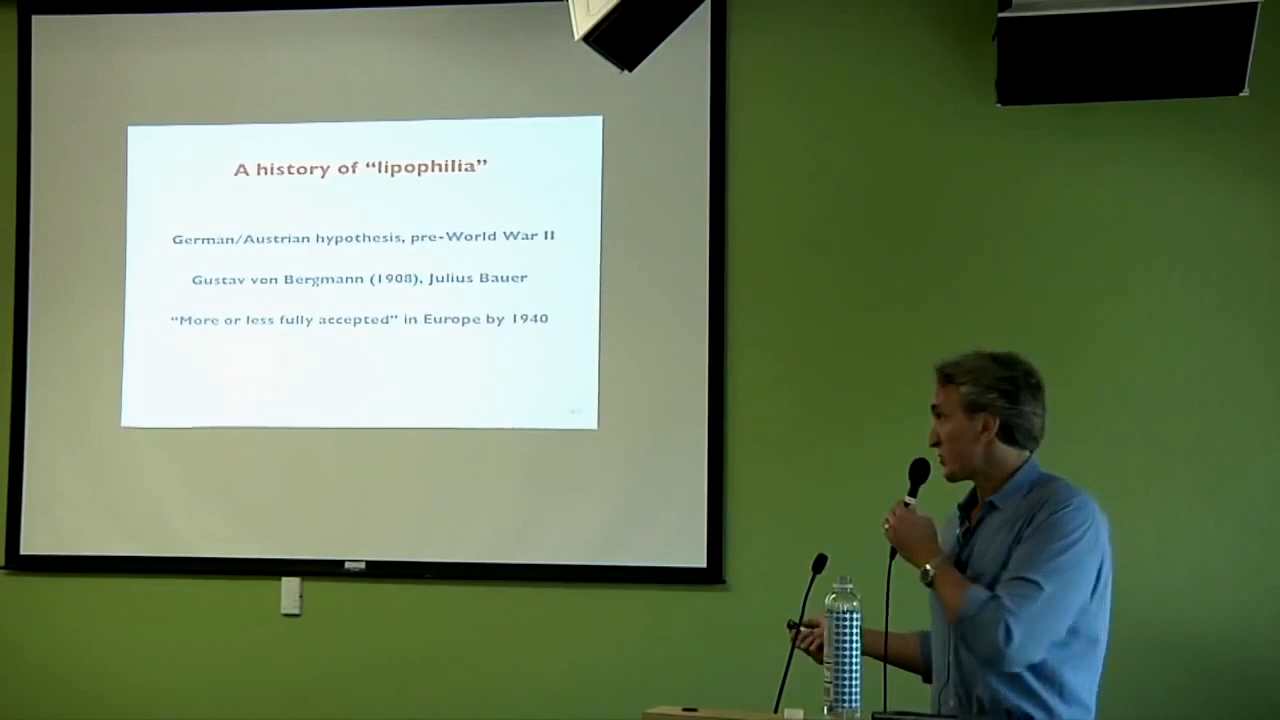 A history of “lipophilia”
German/Austrian hypothesis, pre-World War II
Gustav von Bergmann (1908), Julius Bauer
“More or less fully accepted” in Europe by 1940